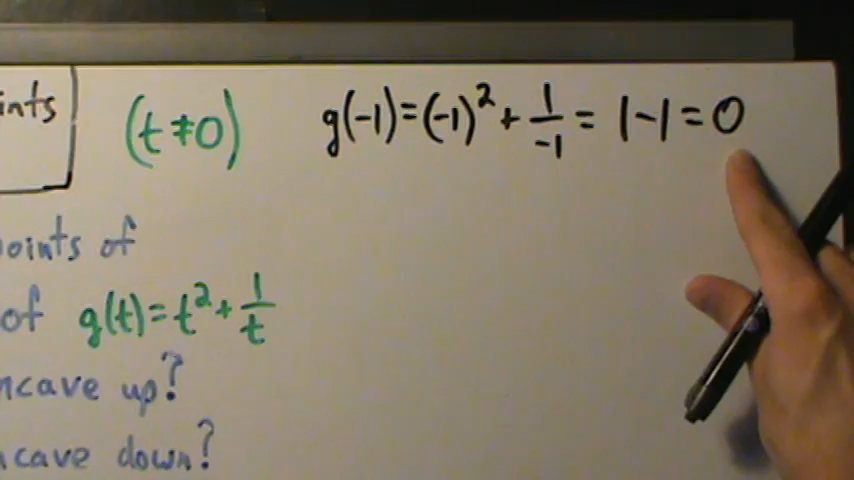 ints
(t ≠ 0)
g(-1) = (-1)² + 1/-1 = 1-1 = 0
oints of
of g(t) = t² + 1/t
ncave up?
ncave down?